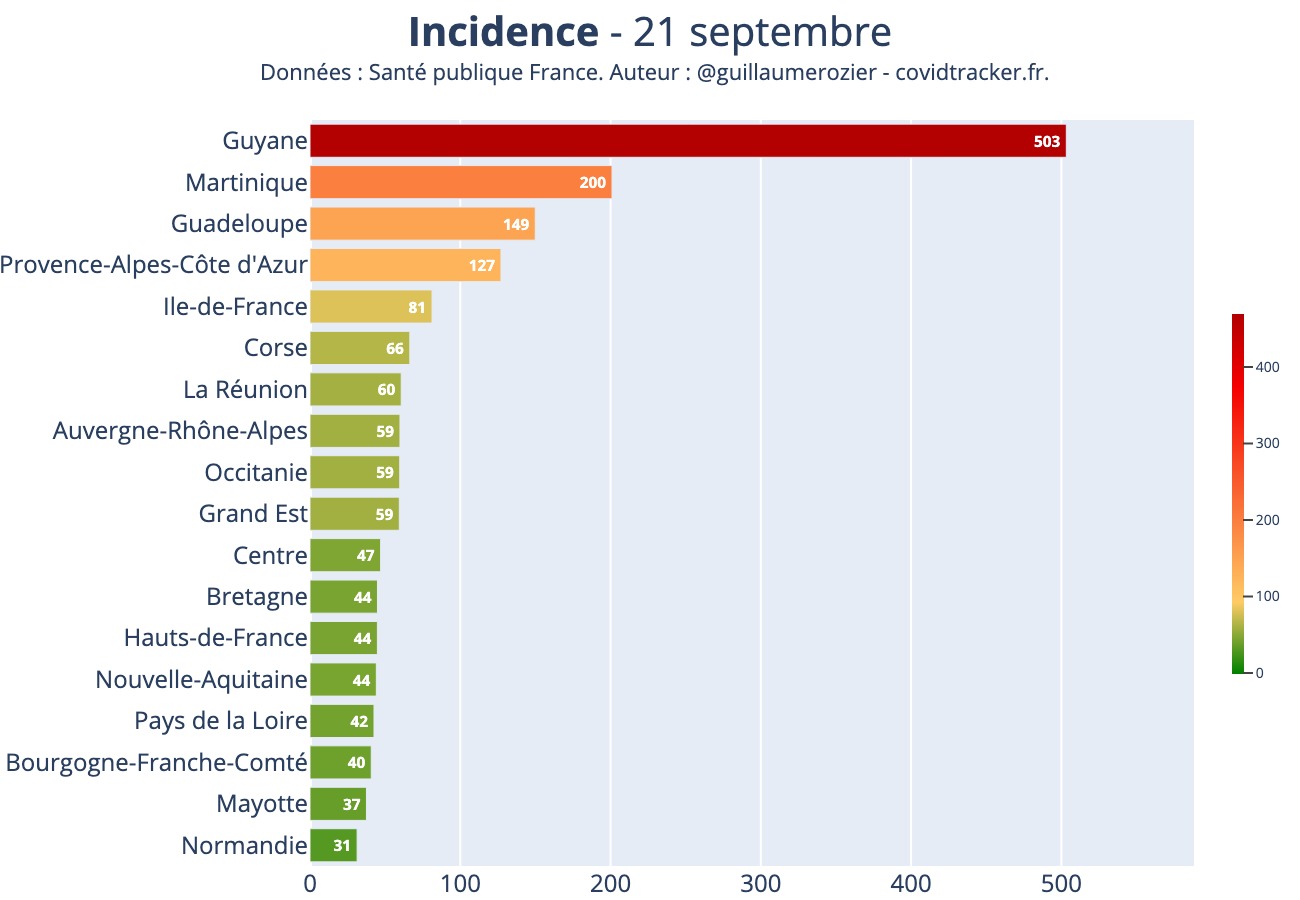 Incidence - 21 septembre
Données : Santé publique France. Auteur : @guillaumerozier - covidtracker.fr.
Guyane 503
Martinique 200
Guadeloupe 149
Provence-Alpes-Côte d'Azur 127
Ile-de-France 81
Corse 66
La Réunion 60
Auvergne-Rhône-Alpes 59
Occitanie 59
Grand Est 59
Centre 47
Bretagne 44
Hauts-de-France 44
Nouvelle-Aquitaine 44
Pays de la Loire 42
Bourgogne-Franche-Comté 40
Mayotte 37
Normandie 31
0 100 200 300 400 500
400
300
200
100
0